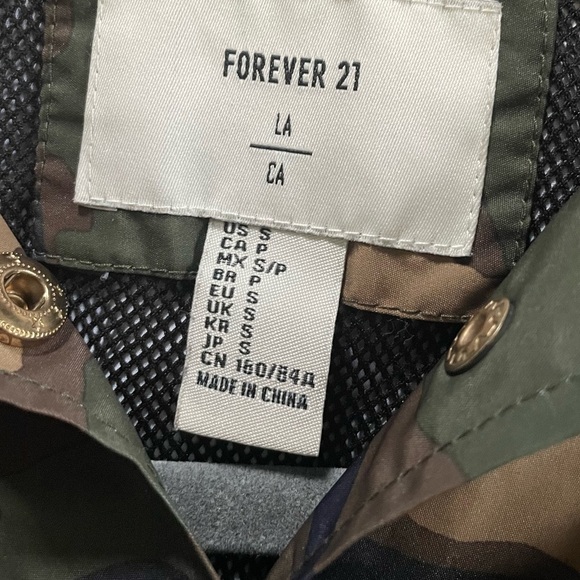 FOREVER 21
LA
CA
US S
CA P
MX S/P
BR P
EU S
UK S
KR S
JP S
CN 160/84A
MADE IN CHINA